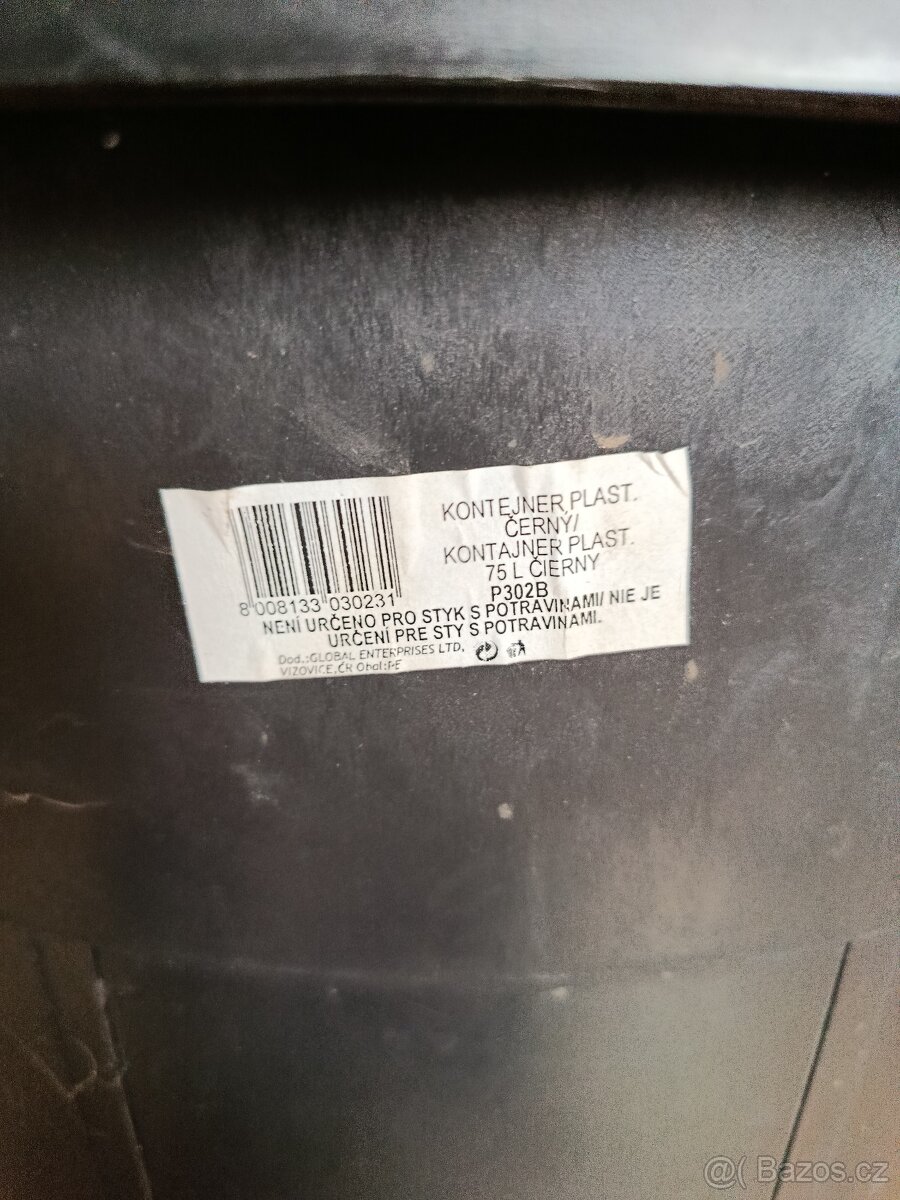 KONTEJNER PLAST.
ČERNÝ/
KONTAJNER PLAST.
75 L ČIERNY
P302B
8 008133 030231
NENÍ URČENO PRO STYK S POTRAVINAMI/ NIE JE
URČENÍ PRE STY S POTRAVINAMI.
Dod.:GLOBAL ENTERPRISES LTD,
VIZOVICE,ČR Obal:PE
@( Bazos.cz